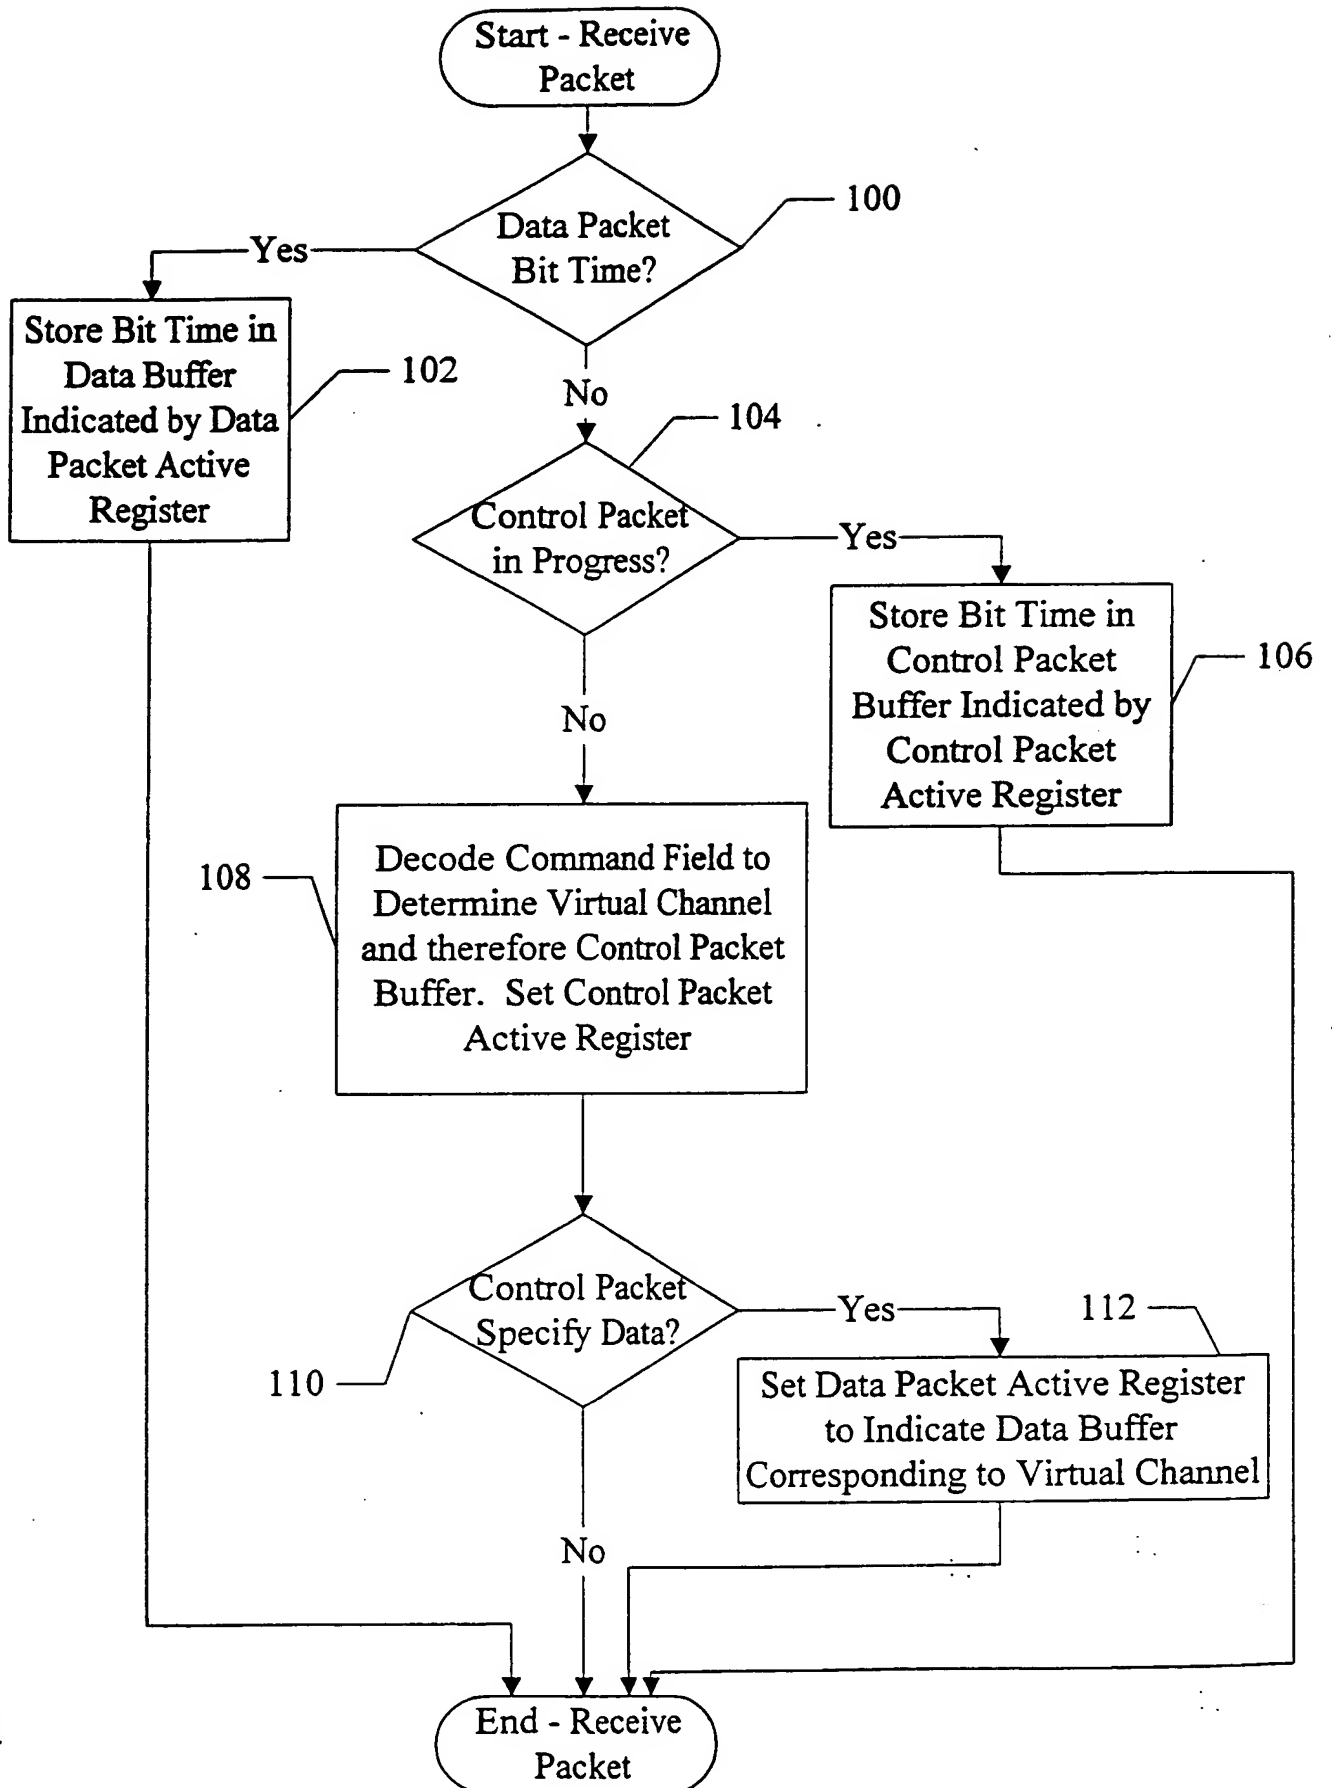 Start - Receive
Packet
100
Data Packet
Bit Time?
Yes
Store Bit Time in
Data Buffer
Indicated by Data
Packet Active
Register
102
No
104
Control Packet
in Progress?
Yes
Store Bit Time in
Control Packet
Buffer Indicated by
Control Packet
Active Register
106
No
108
Decode Command Field to
Determine Virtual Channel
and therefore Control Packet
Buffer. Set Control Packet
Active Register
Control Packet
Specify Data?
110
Yes
112
Set Data Packet Active Register
to Indicate Data Buffer
Corresponding to Virtual Channel
No
End - Receive
Packet